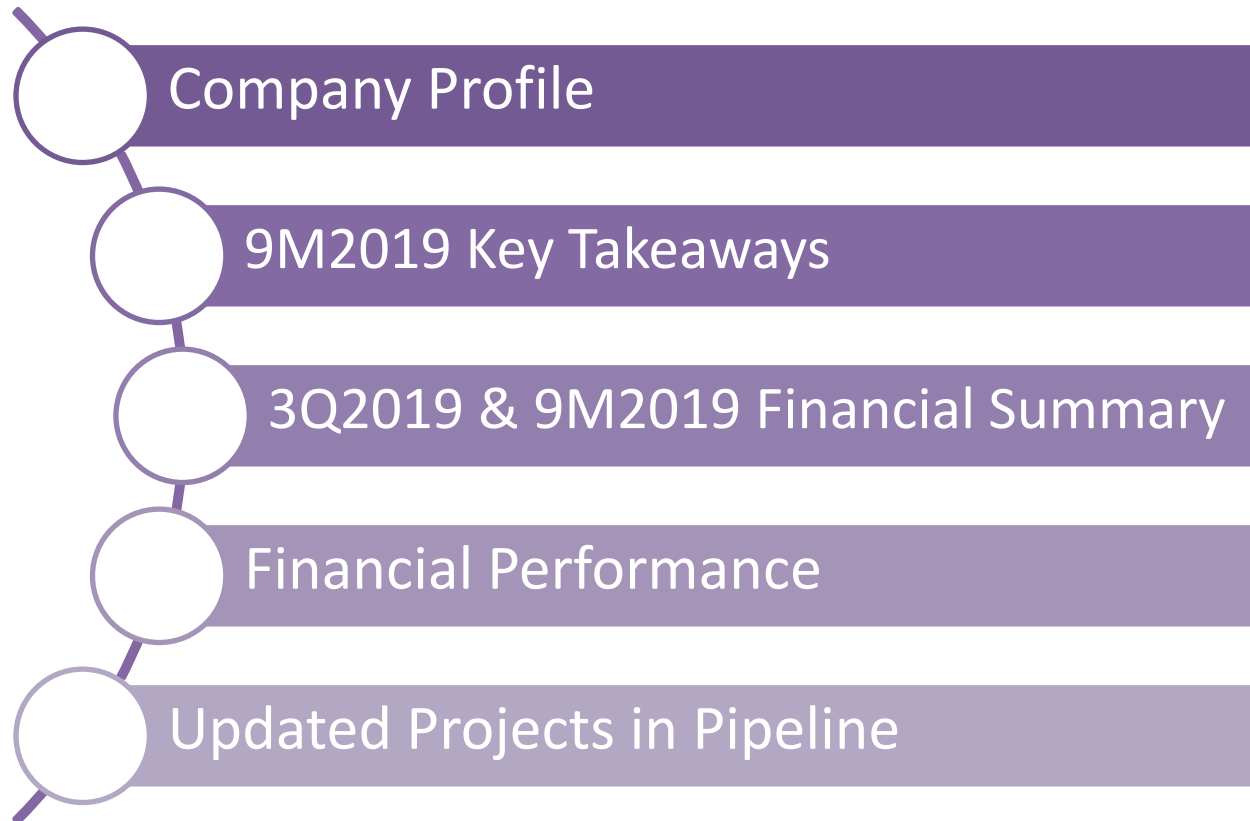 Company Profile
9M2019 Key Takeaways
3Q2019 & 9M2019 Financial Summary
Financial Performance
Updated Projects in Pipeline